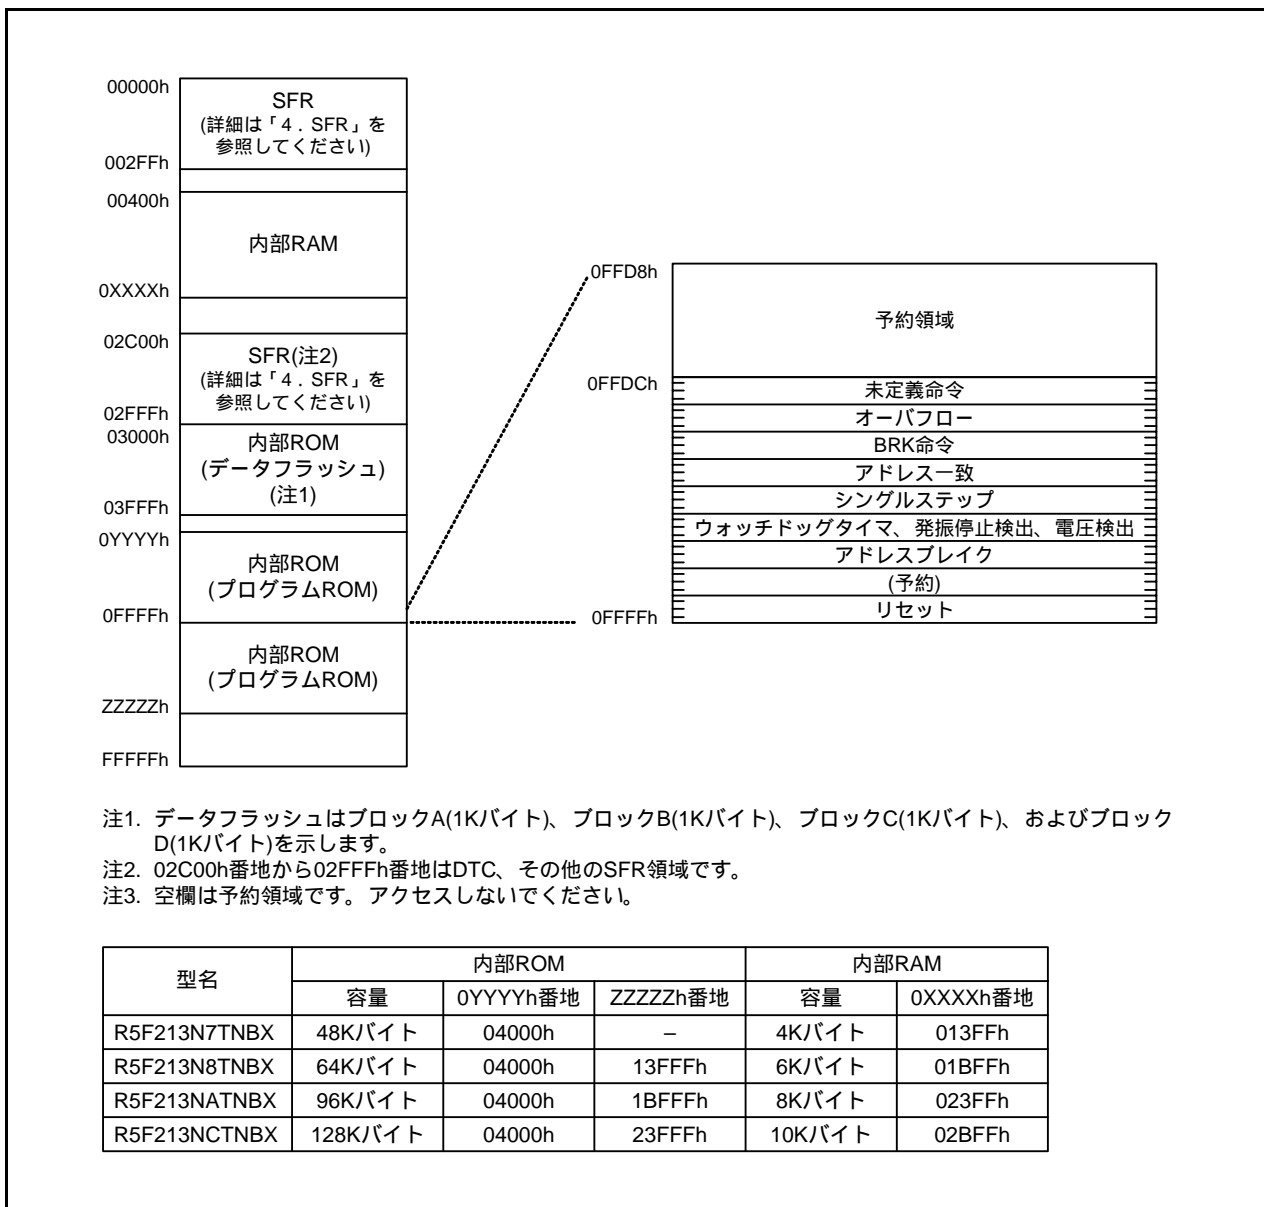 00000h
SFR
(詳細は「4．SFR」を
参照してください)
002FFh
00400h
内部RAM
0XXXXh
02C00h
SFR(注2)
(詳細は「4．SFR」を
参照してください)
02FFFh
03000h
内部ROM
(データフラッシュ)
(注1)
03FFFh
0YYYYh
内部ROM
(プログラムROM)
0FFFFh
内部ROM
(プログラムROM)
ZZZZZh
FFFFFh
0FFD8h
予約領域
0FFDCh
未定義命令
オーバフロー
BRK命令
アドレス一致
シングルステップ
ウォッチドッグタイマ、発振停止検出、電圧検出
アドレスブレイク
(予約)
リセット
0FFFFh
注1. データフラッシュはブロックA(1Kバイト)、ブロックB(1Kバイト)、ブロックC(1Kバイト)、およびブロック
D(1Kバイト)を示します。
注2. 02C00h番地から02FFFh番地はDTC、その他のSFR領域です。
注3. 空欄は予約領域です。アクセスしないでください。
型名 内部ROM 内部RAM
容量 0YYYYh番地 ZZZZZh番地 容量 0XXXXh番地
R5F213N7TNBX 48Kバイト 04000h – 4Kバイト 013FFh
R5F213N8TNBX 64Kバイト 04000h 13FFFh 6Kバイト 01BFFh
R5F213NATNBX 96Kバイト 04000h 1BFFFh 8Kバイト 023FFh
R5F213NCTNBX 128Kバイト 04000h 23FFFh 10Kバイト 02BFFh